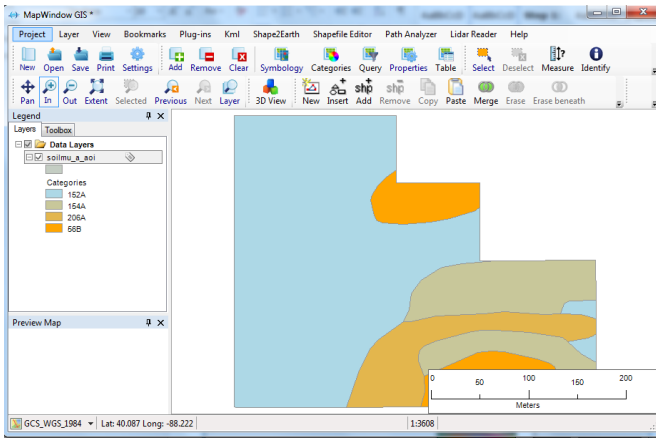 MapWindow GIS *
Project Layer View Bookmarks Plug-ins Kml Shape2Earth Shapefile Editor Path Analyzer Lidar Reader Help
New Open Save Print Settings Add Remove Clear Symbology Categories Query Properties Table Select Deselect Measure Identify
Pan In Out Extent Selected Previous Next Layer 3D View New Insert Add Remove Copy Paste Merge Erase Erase beneath
Legend
Layers Toolbox
Data Layers
soilmu_a_aoi
Categories
152A
154A
206A
56B
Preview Map
0 50 100 150 200
Meters
GCS_WGS_1984 Lat: 40.087 Long: -88.222 1:3608